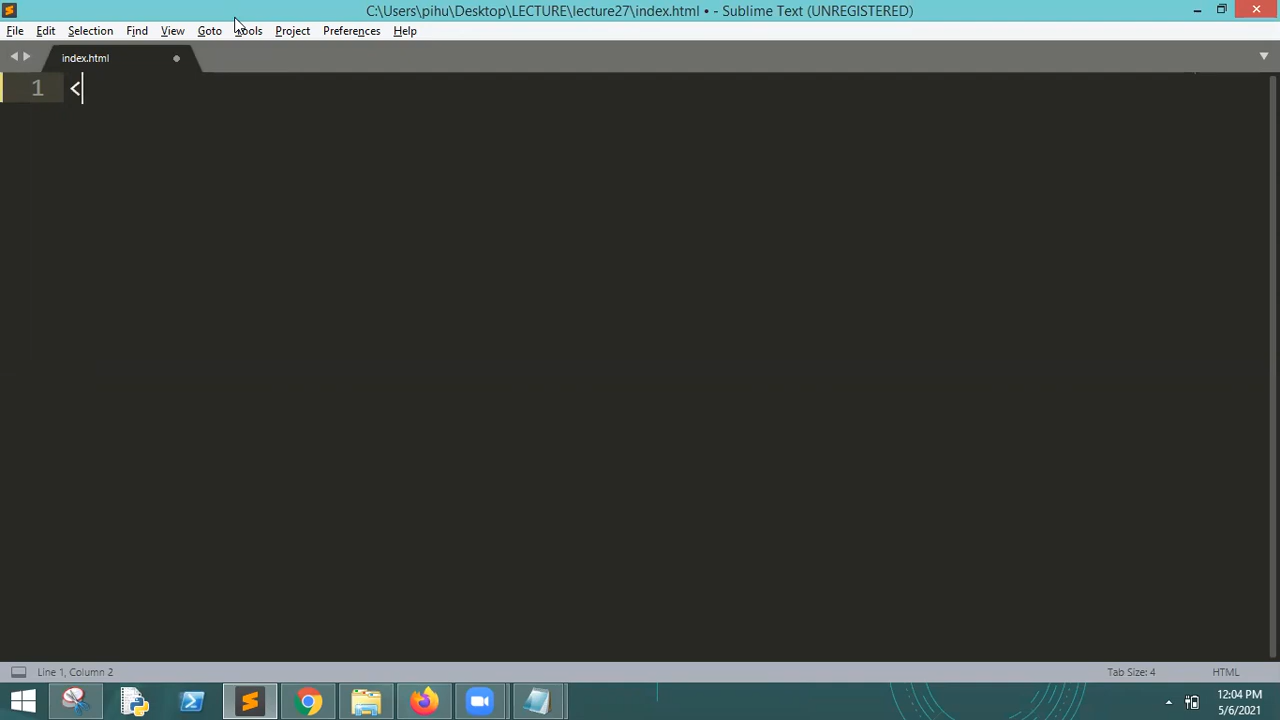 C:\Users\pihu\Desktop\LECTURE\lecture27\index.html • - Sublime Text (UNREGISTERED)
File Edit Selection Find View Goto Tools Project Preferences Help
index.html
1 <
Line 1, Column 2 Tab Size: 4 HTML
12:04 PM
5/6/2021